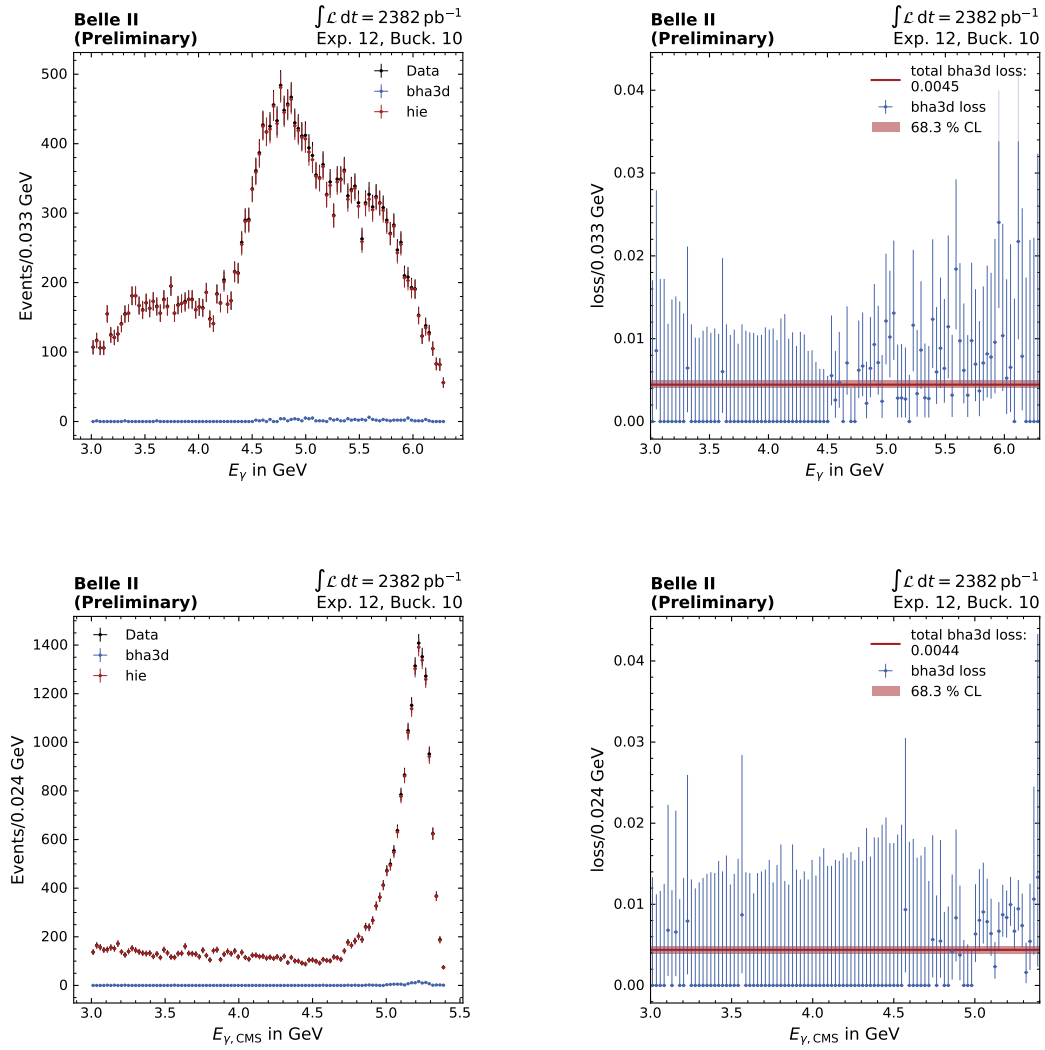 Belle II
(Preliminary)
∫ℒ dt = 2382 pb⁻¹
Exp. 12, Buck. 10
Data
bha3d
hie
Events/0.033 GeV
500
400
300
200
100
0
3.0 3.5 4.0 4.5 5.0 5.5 6.0
Eγ in GeV
Belle II
(Preliminary)
∫ℒ dt = 2382 pb⁻¹
Exp. 12, Buck. 10
total bha3d loss:
0.0045
bha3d loss
68.3 % CL
loss/0.033 GeV
0.04
0.03
0.02
0.01
0.00
3.0 3.5 4.0 4.5 5.0 5.5 6.0
Eγ in GeV
Belle II
(Preliminary)
∫ℒ dt = 2382 pb⁻¹
Exp. 12, Buck. 10
Data
bha3d
hie
Events/0.024 GeV
1400
1200
1000
800
600
400
200
0
3.0 3.5 4.0 4.5 5.0 5.5
Eγ, CMS in GeV
Belle II
(Preliminary)
∫ℒ dt = 2382 pb⁻¹
Exp. 12, Buck. 10
total bha3d loss:
0.0044
bha3d loss
68.3 % CL
loss/0.024 GeV
0.04
0.03
0.02
0.01
0.00
3.0 3.5 4.0 4.5 5.0
Eγ, CMS in GeV